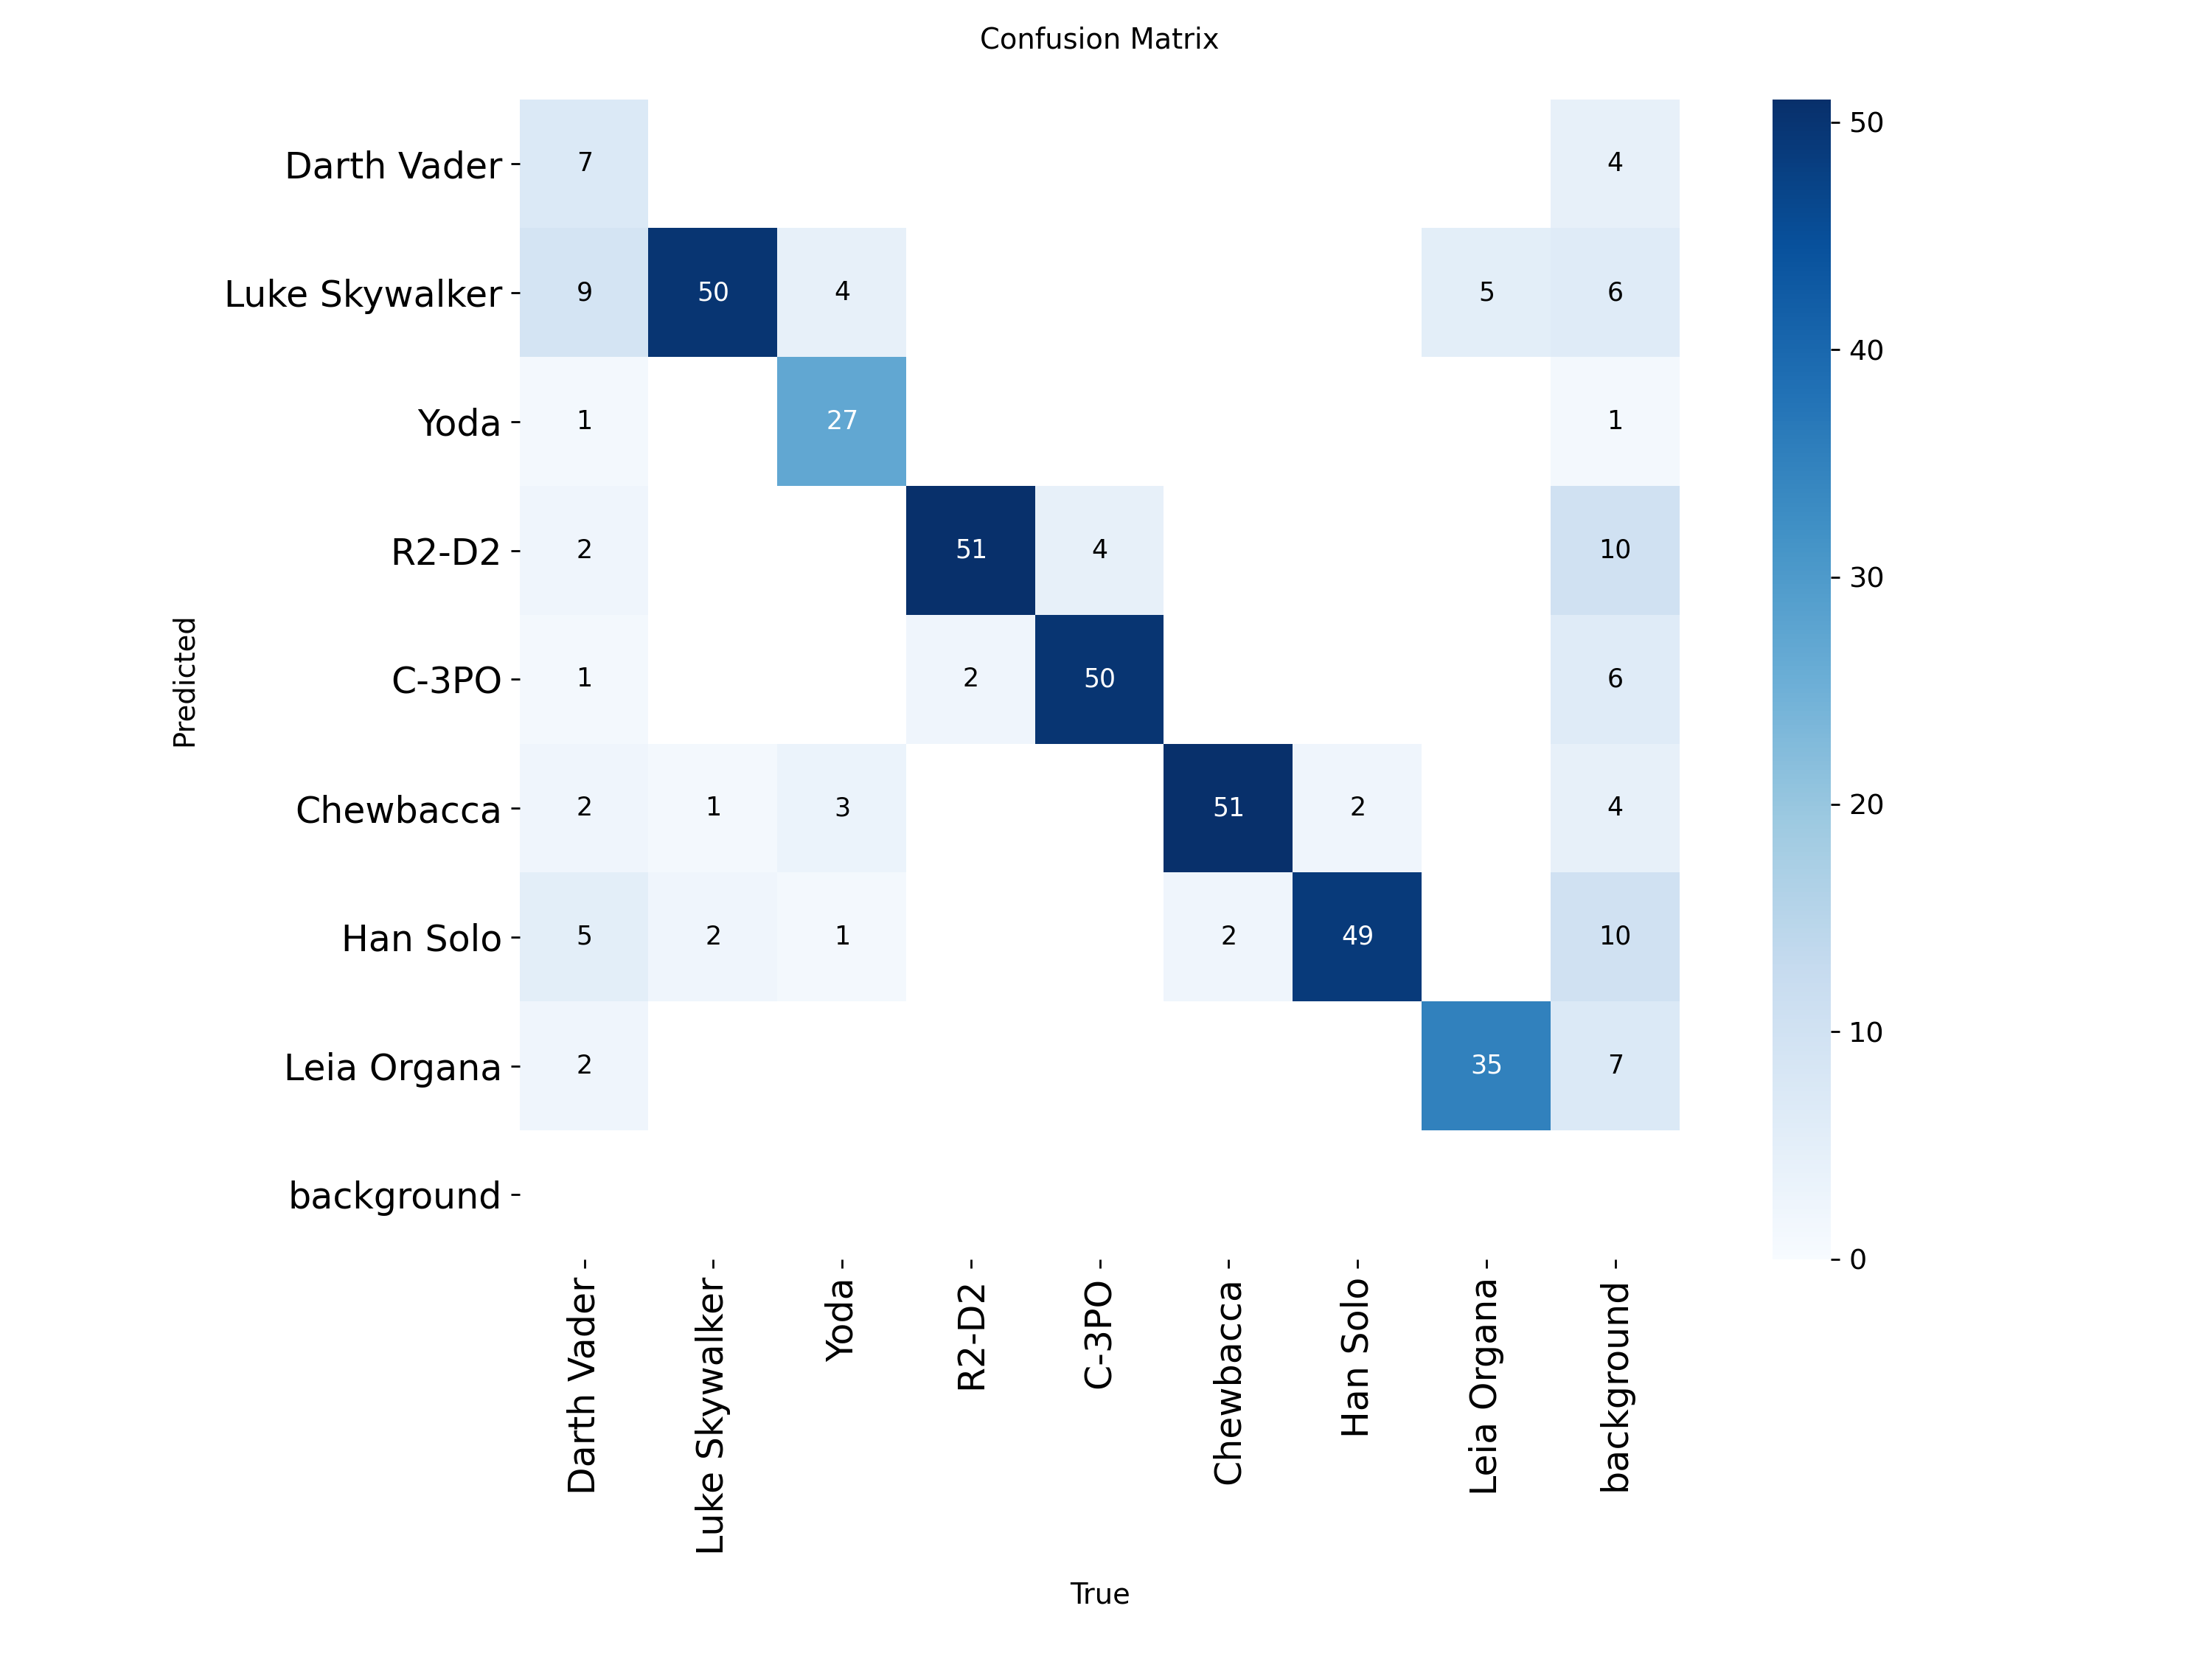 Confusion Matrix
Darth Vader 7 4
Luke Skywalker 9 50 4 5 6
Yoda 1 27 1
R2-D2 2 51 4 10
C-3PO 1 2 50 6
Chewbacca 2 1 3 51 2 4
Han Solo 5 2 1 2 49 10
Leia Organa 2 35 7
background
Predicted
Darth Vader
Luke Skywalker
Yoda
R2-D2
C-3PO
Chewbacca
Han Solo
Leia Organa
background
True
50
40
30
20
10
0